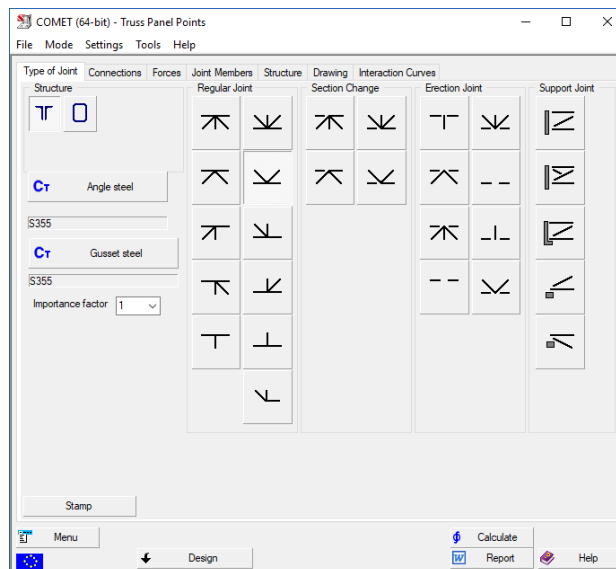 COMET (64-bit) - Truss Panel Points
File Mode Settings Tools Help
Type of Joint Connections Forces Joint Members Structure Drawing Interaction Curves
Structure Regular Joint Section Change Erection Joint Support Joint
Ст Angle steel
S355
Ст Gusset steel
S355
Importance factor 1
Stamp
Menu Calculate
Design W Report Help